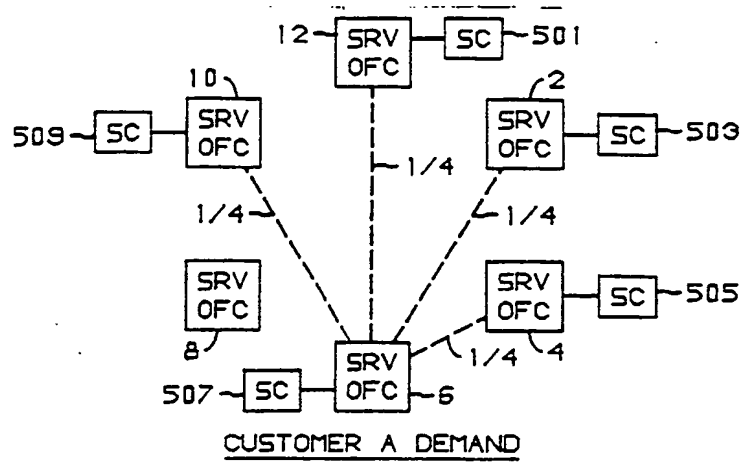 12 SRV OFC SC 501
10 SRV OFC
2 SRV OFC
509 SC
SC 503
1/4
1/4
1/4
SRV OFC 8
SRV OFC 4
SC 505
1/4
507 SC
SRV OFC 6
CUSTOMER A DEMAND